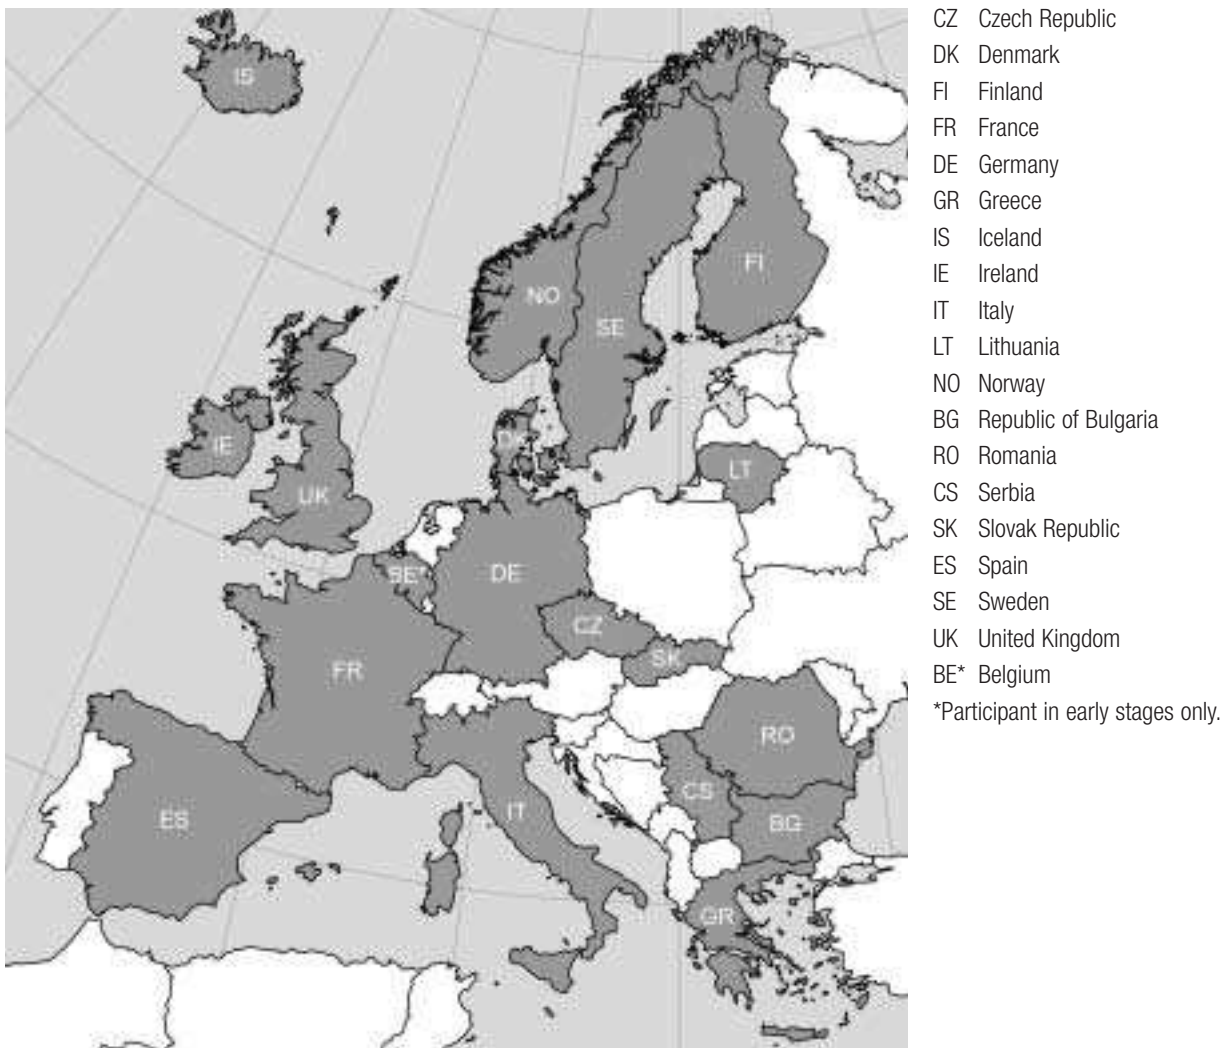 IS
FI
NO
SE
DK
IE
LT
UK
BE*
DE
CZ
SK
FR
RO
CS
IT
ES
BG
GR
CZ Czech Republic
DK Denmark
FI Finland
FR France
DE Germany
GR Greece
IS Iceland
IE Ireland
IT Italy
LT Lithuania
NO Norway
BG Republic of Bulgaria
RO Romania
CS Serbia
SK Slovak Republic
ES Spain
SE Sweden
UK United Kingdom
BE* Belgium
*Participant in early stages only.